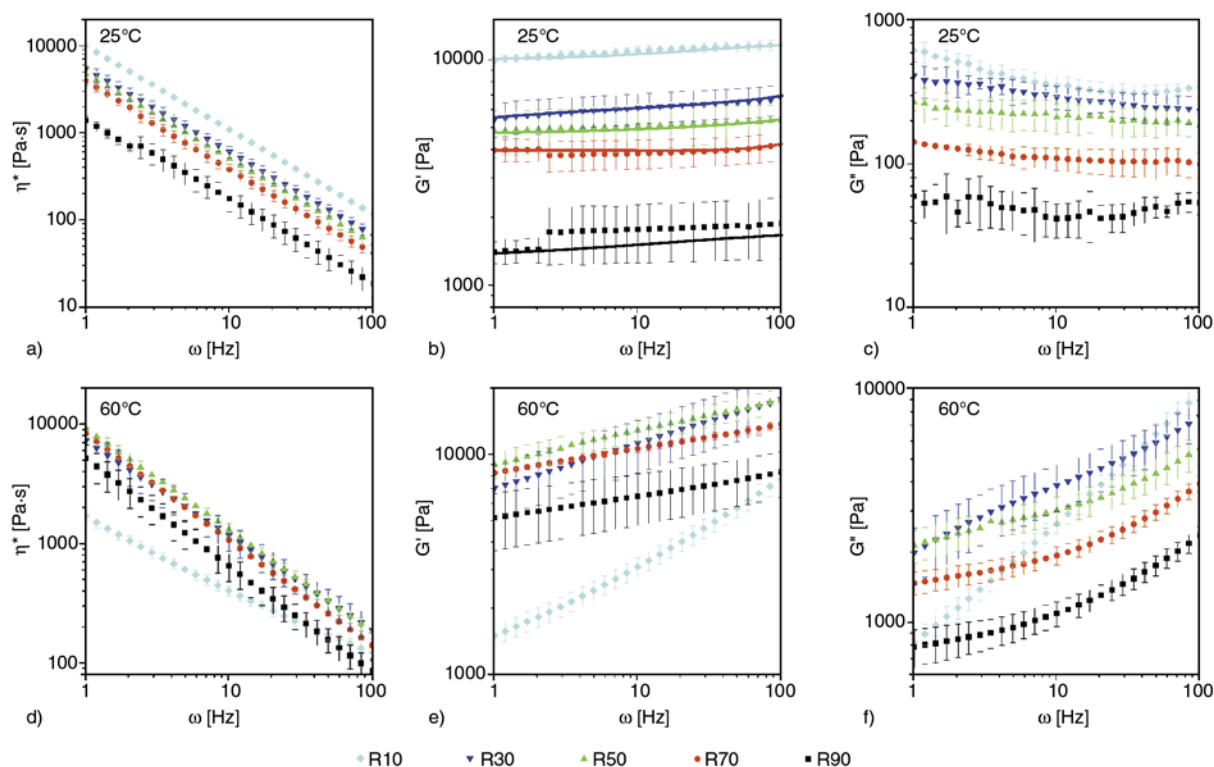 25°C
η* [Pa·s]
10000
1000
100
10
1
10
100
ω [Hz]
a)
25°C
G' [Pa]
10000
1000
1
10
100
ω [Hz]
b)
25°C
G" [Pa]
1000
100
10
1
10
100
ω [Hz]
c)
60°C
η* [Pa·s]
10000
1000
100
1
10
100
ω [Hz]
d)
60°C
G' [Pa]
10000
1000
1
10
100
ω [Hz]
e)
60°C
G" [Pa]
10000
1000
1
10
100
ω [Hz]
f)
R10 R30 R50 R70 R90